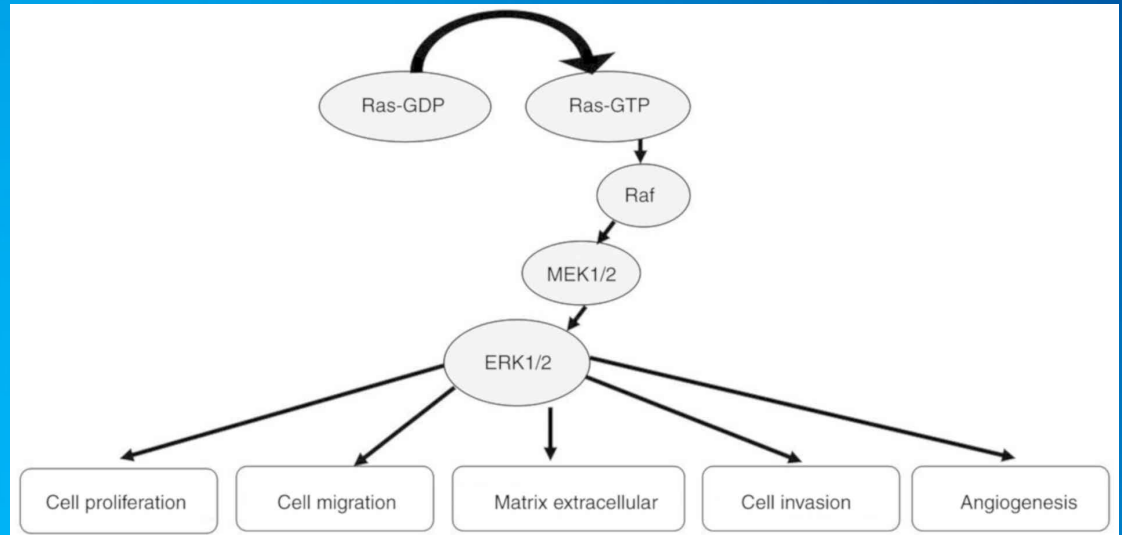 Ras-GDP
Ras-GTP
Raf
MEK1/2
ERK1/2
Cell proliferation
Cell migration
Matrix extracellular
Cell invasion
Angiogenesis